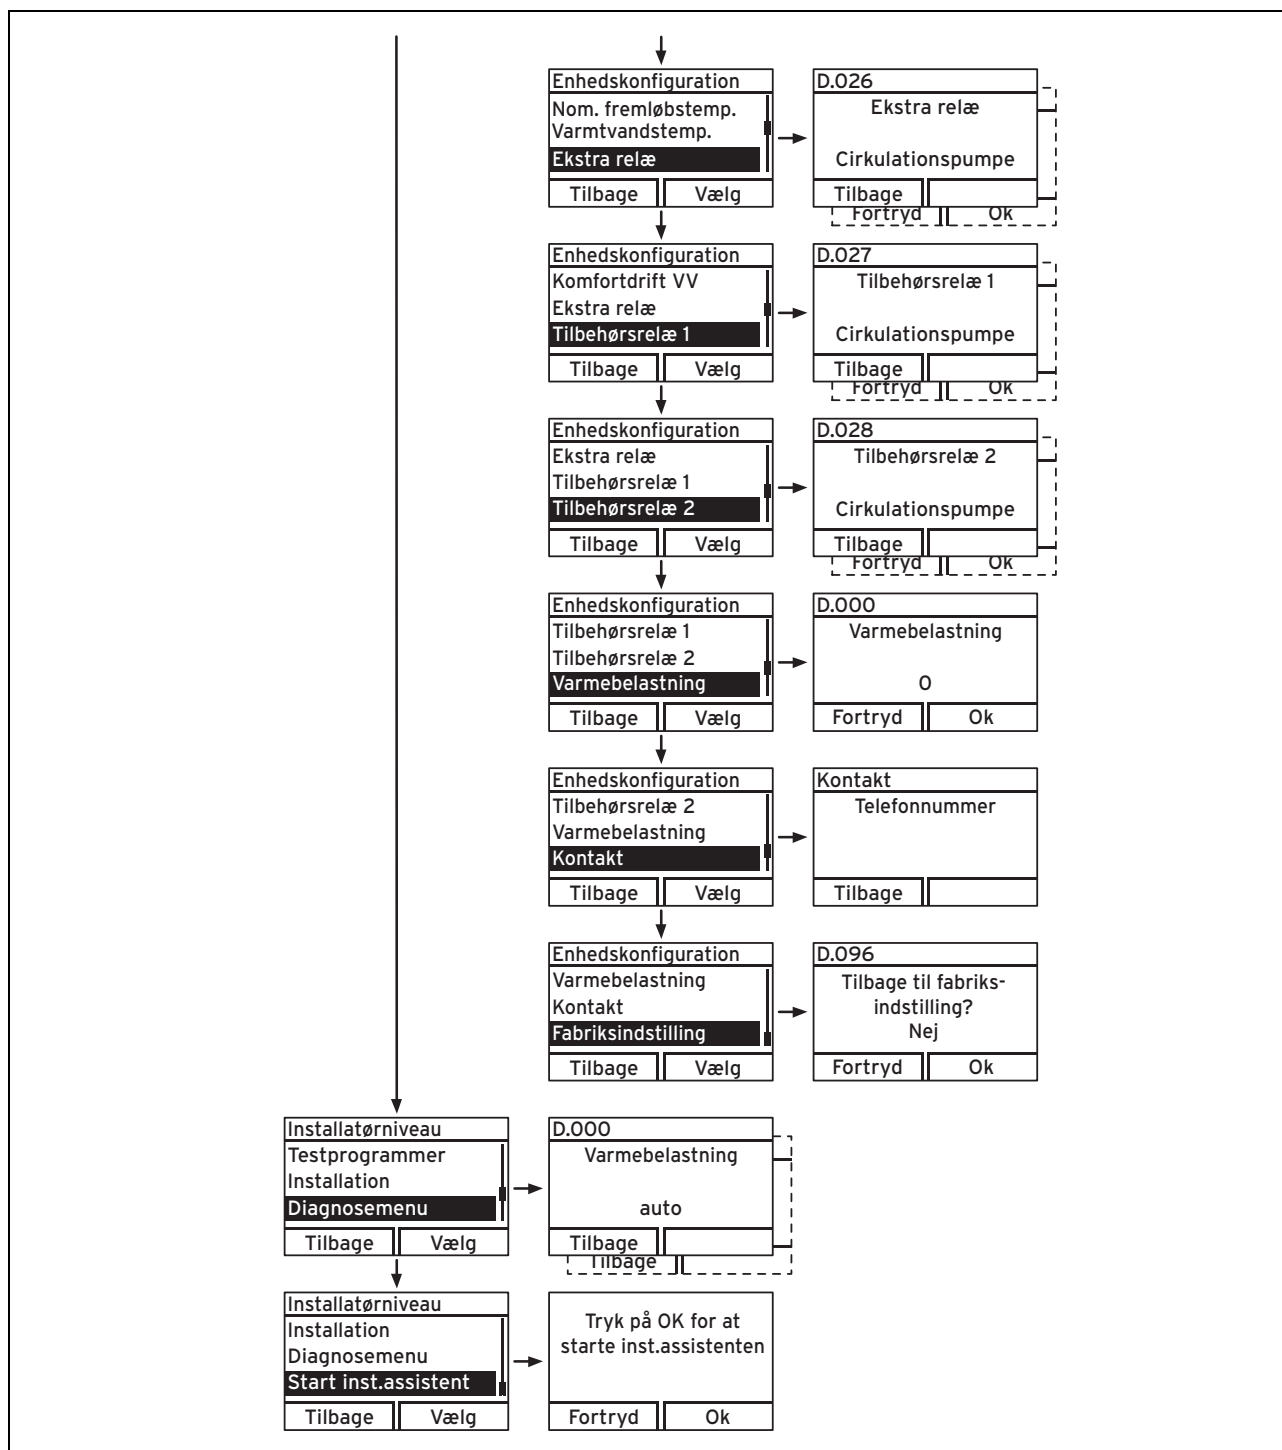 Enhedskonfiguration
Nom. fremløbstemp.
Varmtvandstemp.
Ekstra relæ
Tilbage Vælg
D.026
Ekstra relæ
Cirkulationspumpe
Tilbage
Fortryd Ok
Enhedskonfiguration
Komfortdrift VV
Ekstra relæ
Tilbehørsrelæ 1
Tilbage Vælg
D.027
Tilbehørsrelæ 1
Cirkulationspumpe
Tilbage
Fortryd Ok
Enhedskonfiguration
Ekstra relæ
Tilbehørsrelæ 1
Tilbehørsrelæ 2
Tilbage Vælg
D.028
Tilbehørsrelæ 2
Cirkulationspumpe
Tilbage
Fortryd Ok
Enhedskonfiguration
Tilbehørsrelæ 1
Tilbehørsrelæ 2
Varmebelastning
Tilbage Vælg
D.000
Varmebelastning
0
Fortryd Ok
Enhedskonfiguration
Tilbehørsrelæ 2
Varmebelastning
Kontakt
Tilbage Vælg
Kontakt
Telefonnummer
Tilbage
Enhedskonfiguration
Varmebelastning
Kontakt
Fabriksindstilling
Tilbage Vælg
D.096
Tilbage til fabriks-
indstilling?
Nej
Fortryd Ok
Installatørniveau
Testprogrammer
Installation
Diagnosemenu
Tilbage Vælg
D.000
Varmebelastning
auto
Tilbage
Tilbage
Installatørniveau
Installation
Diagnosemenu
Start inst.assistent
Tilbage Vælg
Tryk på OK for at
starte inst.assistenten
Fortryd Ok